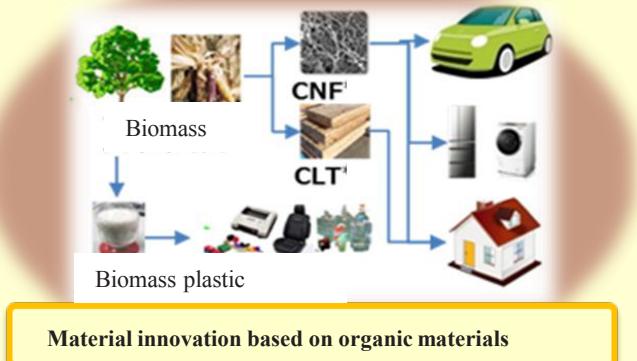 CNF
Biomass
CLT
Biomass plastic
Material innovation based on organic materials